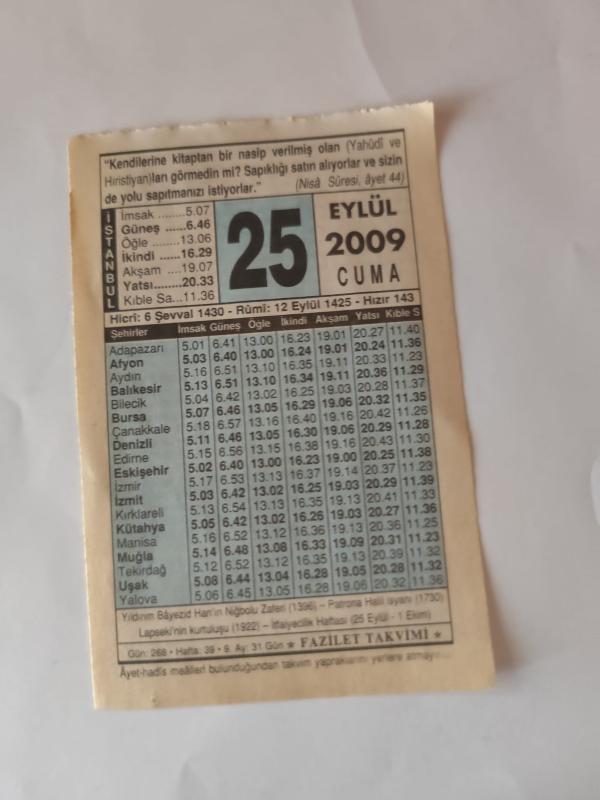 "Kendilerine kitaptan bir nasip verilmiş olan (Yahûdî ve
Hıristiyan)ları görmedin mi? Sapıklığı satın alıyorlar ve sizin
de yolu sapıtmanızı istiyorlar."    (Nisâ Sûresi, âyet 44)
İSTANBUL
İmsak ........5.07
Güneş ......6.46
Öğle ........13.06
İkindi ......16.29
Akşam ....19.07
Yatsı........20.33
Kıble Sa...11.36
25
EYLÜL
2009
CUMA
Hicrî: 6 Şevval 1430 - Rûmî: 12 Eylül 1425 - Hızır 143
Şehirler İmsak Güneş Öğle İkindi Akşam Yatsı Kıble S
Adapazarı 5.01 6.41 13.00 16.23 19.01 20.27 11.40
Afyon 5.03 6.40 13.00 16.24 19.01 20.24 11.36
Aydın 5.16 6.51 13.10 16.35 19.11 20.33 11.23
Balıkesir 5.13 6.51 13.10 16.34 19.11 20.36 11.29
Bilecik 5.04 6.42 13.02 16.25 19.03 20.28 11.37
Bursa 5.07 6.46 13.05 16.29 19.06 20.32 11.35
Çanakkale 5.18 6.57 13.16 16.40 19.16 20.42 11.26
Denizli 5.11 6.46 13.05 16.30 19.06 20.29 11.28
Edirne 5.15 6.56 13.15 16.38 19.16 20.43 11.30
Eskişehir 5.02 6.40 13.00 16.23 19.00 20.25 11.38
İzmir 5.17 6.53 13.13 16.37 19.14 20.37 11.23
İzmit 5.03 6.42 13.02 16.25 19.03 20.29 11.39
Kırklareli 5.13 6.54 13.13 16.35 19.13 20.41 11.33
Kütahya 5.05 6.42 13.02 16.26 19.03 20.27 11.36
Manisa 5.16 6.52 13.12 16.36 19.13 20.36 11.25
Muğla 5.14 6.48 13.08 16.33 19.09 20.31 11.23
Tekirdağ 5.12 6.52 13.12 16.35 19.13 20.39 11.32
Uşak 5.08 6.44 13.04 16.28 19.05 20.28 11.32
Yalova 5.06 6.45 13.05 16.28 19.06 20.32 11.36
Yıldırım Bâyezid Han'ın Niğbolu Zaferi (1396) – Patrona Halil isyanı (1730)
Lapseki'nin kurtuluşu (1922) – İtfaiyecilik Haftası (25 Eylül - 1 Ekim)
Gün: 268 • Hafta: 39 • 9. Ay: 31 Gün ★ FAZİLET TAKVİMİ ★
Âyet-hadîs meâlleri bulunduğundan takvim yapraklarını yerlere atmayı...